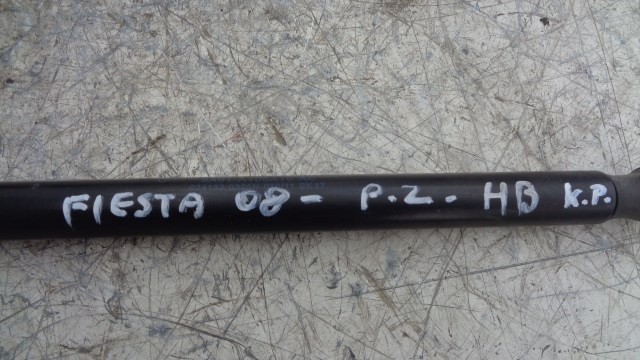 FIESTA 08- P.Z. HB K.P.